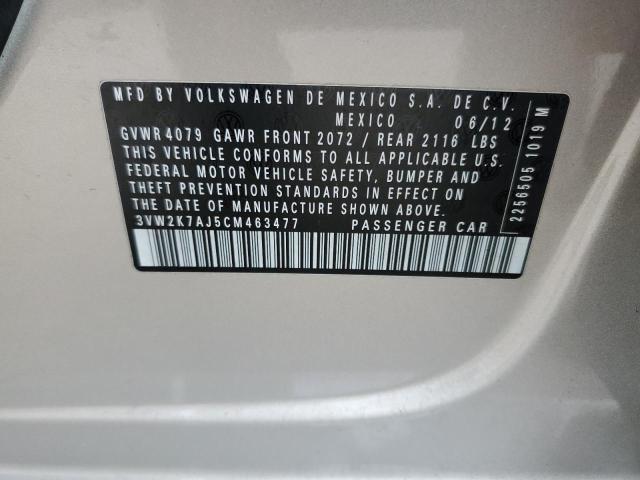 MFD BY VOLKSWAGEN DE MEXICO S.A. DE C.V.
MEXICO 06/12
GVWR 4079 GAWR FRONT 2072 / REAR 2116 LBS
THIS VEHICLE CONFORMS TO ALL APPLICABLE U.S.
FEDERAL MOTOR VEHICLE SAFETY, BUMPER AND
THEFT PREVENTION STANDARDS IN EFFECT ON
THE DATE OF MANUFACTURE SHOWN ABOVE
3VW2K7AJ5CM463477 PASSENGER CAR
2256505 1019 M